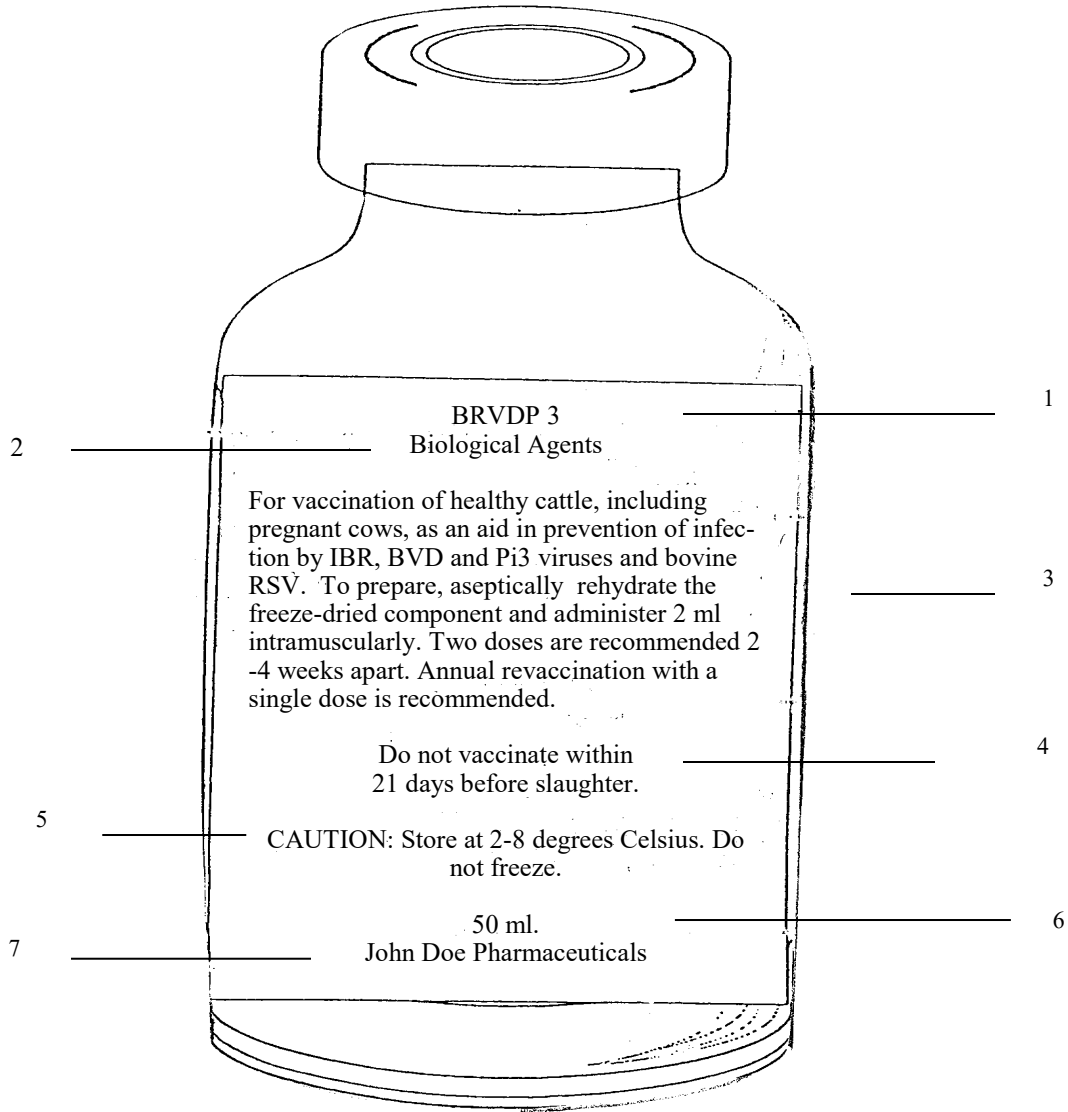 BRVDP 3
1
Biological Agents
2
For vaccination of healthy cattle, including
pregnant cows, as an aid in prevention of infec-
tion by IBR, BVD and Pi3 viruses and bovine
RSV. To prepare, aseptically rehydrate the
3
freeze-dried component and administer 2 ml
intramuscularly. Two doses are recommended 2
-4 weeks apart. Annual revaccination with a
single dose is recommended.
Do not vaccinate within
4
21 days before slaughter.
5
CAUTION: Store at 2-8 degrees Celsius. Do
not freeze.
50 ml.
6
7
John Doe Pharmaceuticals